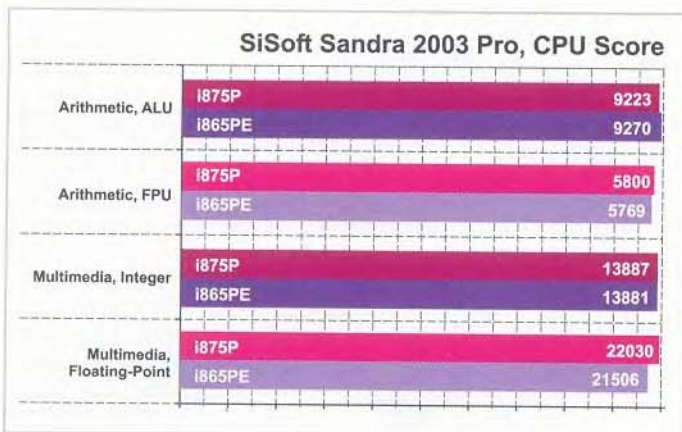 SiSoft Sandra 2003 Pro, CPU Score
Arithmetic, ALU
i875P 9223
i865PE 9270
Arithmetic, FPU
i875P 5800
i865PE 5769
Multimedia, Integer
i875P 13887
i865PE 13881
Multimedia,
Floating-Point
i875P 22030
i865PE 21506